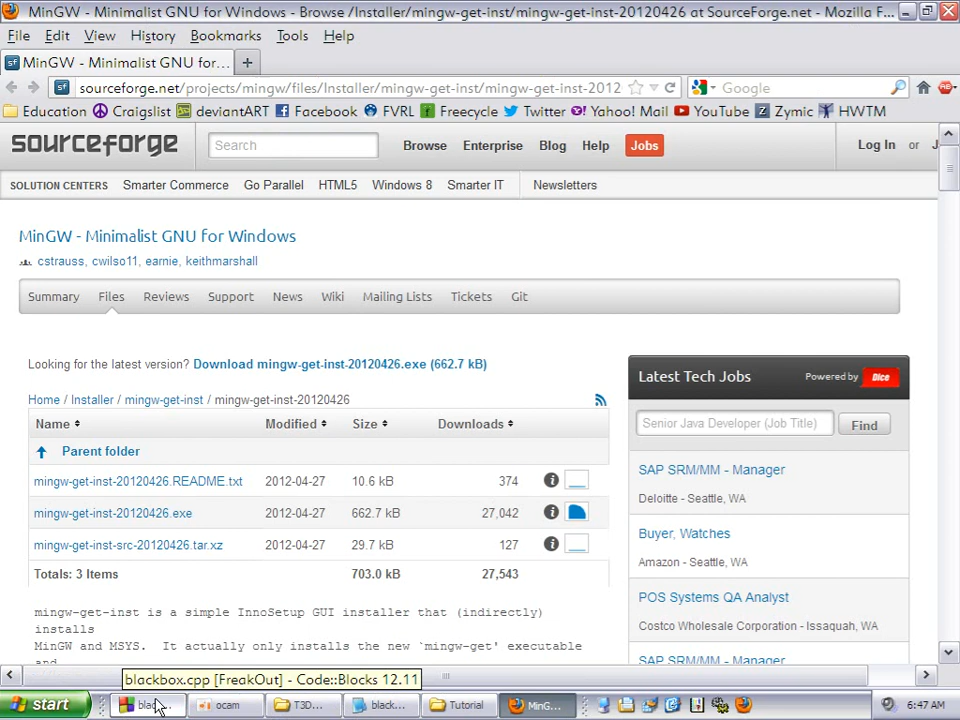 MinGW - Minimalist GNU for Windows - Browse /Installer/mingw-get-inst/mingw-get-inst-20120426 at SourceForge.net - Mozilla F...
File Edit View History Bookmarks Tools Help
sf MinGW - Minimalist GNU for... +
sf sourceforge.net/projects/mingw/files/Installer/mingw-get-inst/mingw-get-inst-2012 Google
Education Craigslist deviantART Facebook FVRL Freecycle Twitter Yahoo! Mail YouTube Zymic HWTM
sourceforge Search Browse Enterprise Blog Help Jobs Log In or J
SOLUTION CENTERS Smarter Commerce Go Parallel HTML5 Windows 8 Smarter IT Newsletters
MinGW - Minimalist GNU for Windows
cstrauss, cwilso11, earnie, keithmarshall
Summary Files Reviews Support News Wiki Mailing Lists Tickets Git
Looking for the latest version? Download mingw-get-inst-20120426.exe (662.7 kB)
Home / Installer / mingw-get-inst / mingw-get-inst-20120426
Name Modified Size Downloads
Parent folder
mingw-get-inst-20120426.README.txt 2012-04-27 10.6 kB 374
mingw-get-inst-20120426.exe 2012-04-27 662.7 kB 27,042
mingw-get-inst-src-20120426.tar.xz 2012-04-27 29.7 kB 127
Totals: 3 Items 703.0 kB 27,543
mingw-get-inst is a simple InnoSetup GUI installer that (indirectly)
installs
MinGW and MSYS. It actually only installs the new `mingw-get' executable
and
Latest Tech Jobs Powered by Dice
Senior Java Developer (Job Title) Find
SAP SRM/MM - Manager
Deloitte - Seattle, WA
Buyer, Watches
Amazon - Seattle, WA
POS Systems QA Analyst
Costco Wholesale Corporation - Issaquah, WA
SAP SRM/MM - Manager
blackbox.cpp [FreakOut] - Code::Blocks 12.11
start blac... ocam T3D... black... Tutorial MinG... 6:47 AM